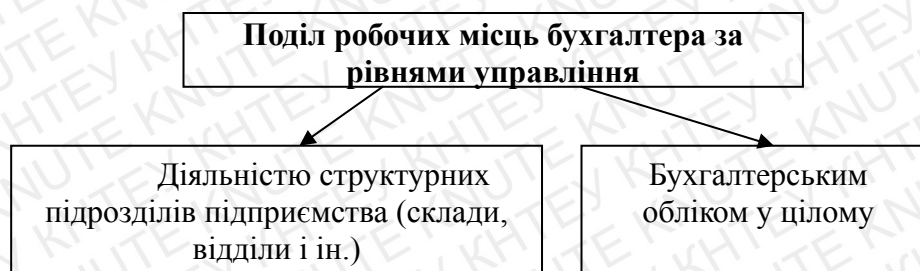 Поділ робочих місць бухгалтера за
рівнями управління
Діяльністю структурних
підрозділів підприємства (склади,
відділи і ін.)
Бухгалтерським
обліком у цілому